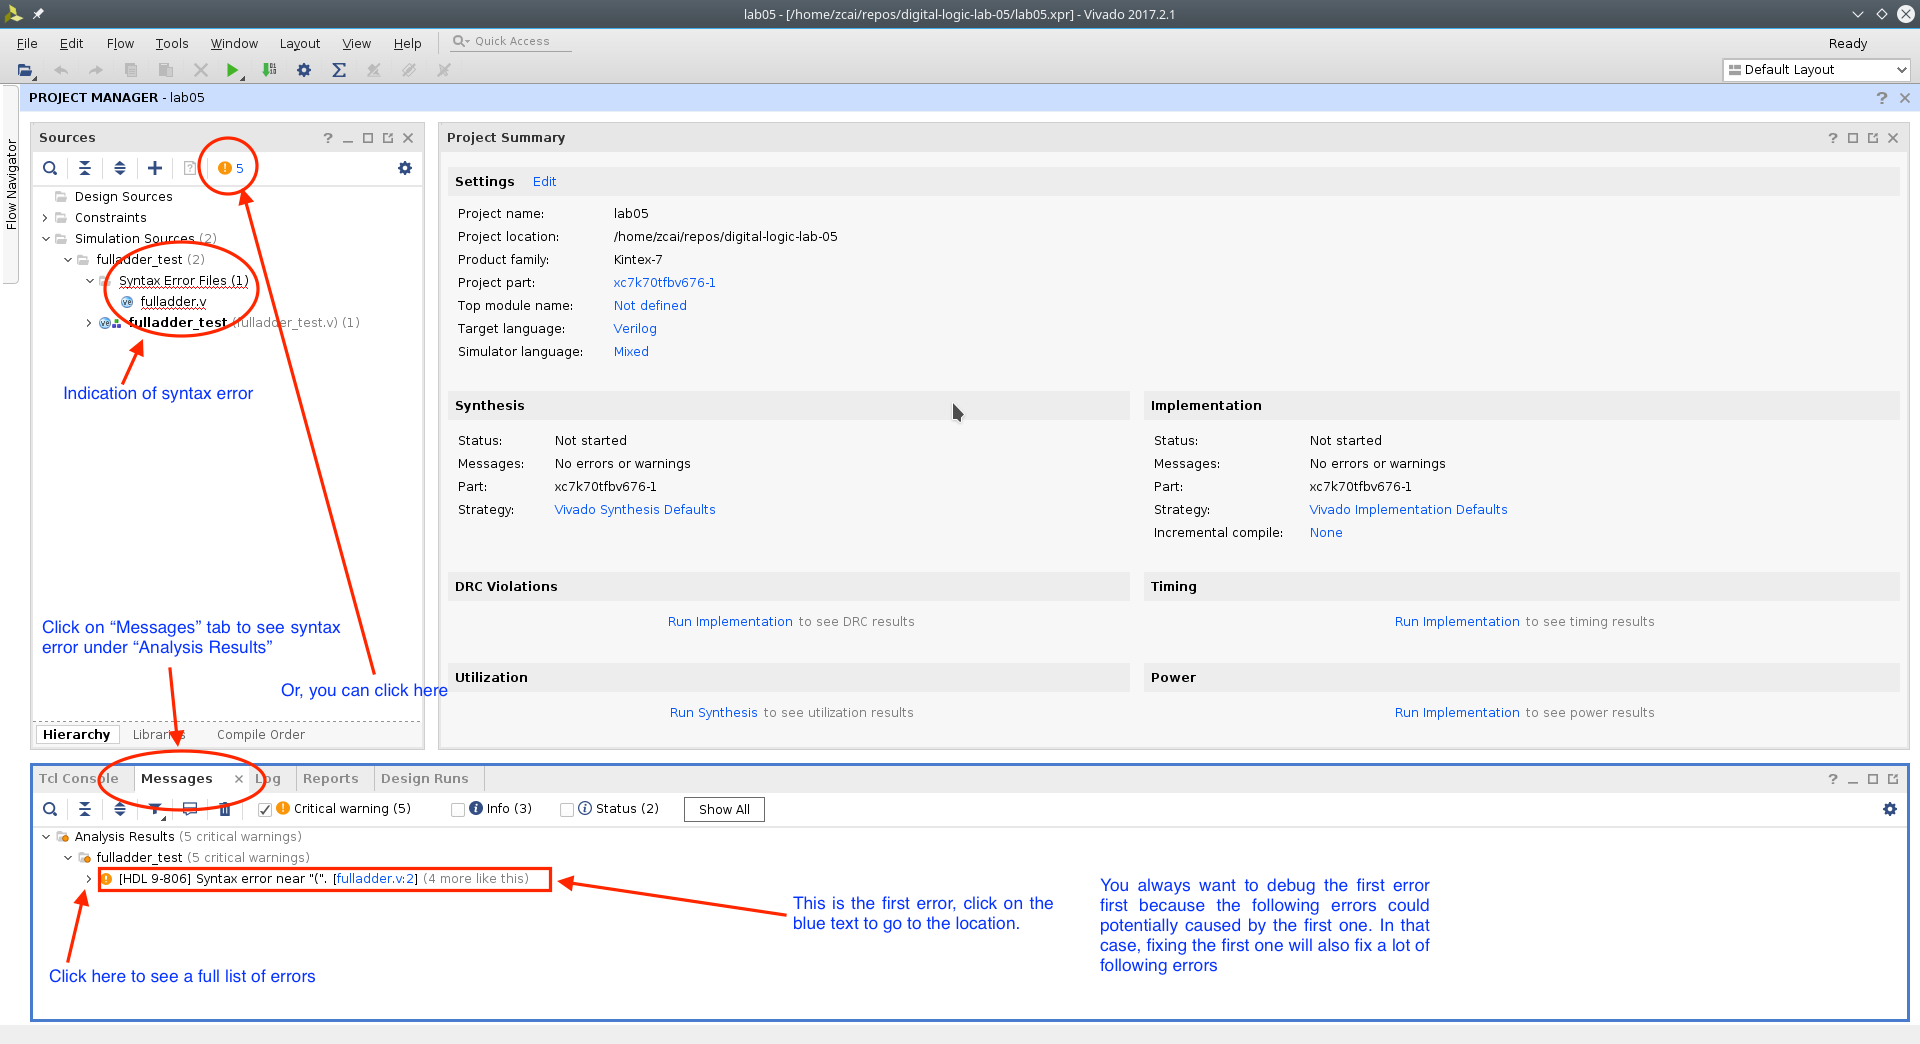 lab05 - [/home/zcai/repos/digital-logic-lab-05/lab05.xpr] - Vivado 2017.2.1
File Edit Flow Tools Window Layout View Help Quick Access Ready
Default Layout
PROJECT MANAGER - lab05
Flow Navigator
Sources
5
Design Sources
Constraints
Simulation Sources (2)
fulladder_test (2)
Syntax Error Files (1)
fulladder.v
fulladder_test (fulladder_test.v) (1)
Indication of syntax error
Click on “Messages” tab to see syntax
error under “Analysis Results”
Or, you can click here
Hierarchy Libraries Compile Order
Project Summary
Settings Edit
Project name: lab05
Project location: /home/zcai/repos/digital-logic-lab-05
Product family: Kintex-7
Project part: xc7k70tfbv676-1
Top module name: Not defined
Target language: Verilog
Simulator language: Mixed
Synthesis
Status: Not started
Messages: No errors or warnings
Part: xc7k70tfbv676-1
Strategy: Vivado Synthesis Defaults
Implementation
Status: Not started
Messages: No errors or warnings
Part: xc7k70tfbv676-1
Strategy: Vivado Implementation Defaults
Incremental compile: None
DRC Violations
Run Implementation to see DRC results
Timing
Run Implementation to see timing results
Utilization
Run Synthesis to see utilization results
Power
Run Implementation to see power results
Tcl Console Messages Log Reports Design Runs
Critical warning (5) Info (3) Status (2) Show All
Analysis Results (5 critical warnings)
fulladder_test (5 critical warnings)
[HDL 9-806] Syntax error near "(". [fulladder.v:2] (4 more like this)
Click here to see a full list of errors
This is the first error, click on the
blue text to go to the location.
You always want to debug the first error
first because the following errors could
potentially caused by the first one. In that
case, fixing the first one will also fix a lot of
following errors